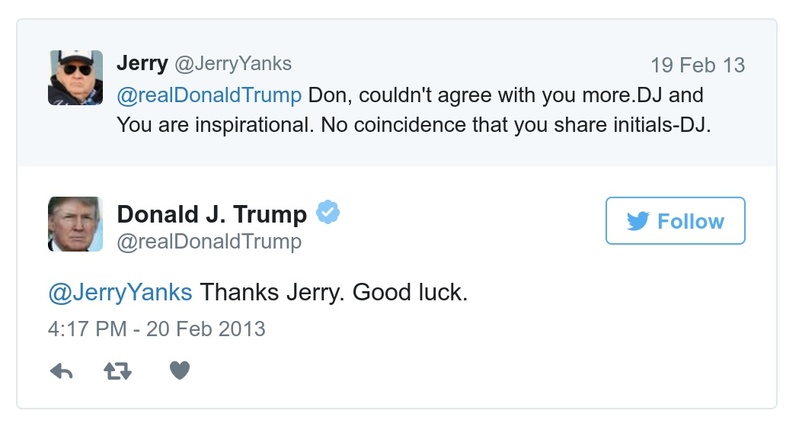 Jerry @JerryYanks 19 Feb 13
@realDonaldTrump Don, couldn't agree with you more.DJ and
You are inspirational. No coincidence that you share initials-DJ.
Donald J. Trump
@realDonaldTrump
Follow
@JerryYanks Thanks Jerry. Good luck.
4:17 PM - 20 Feb 2013